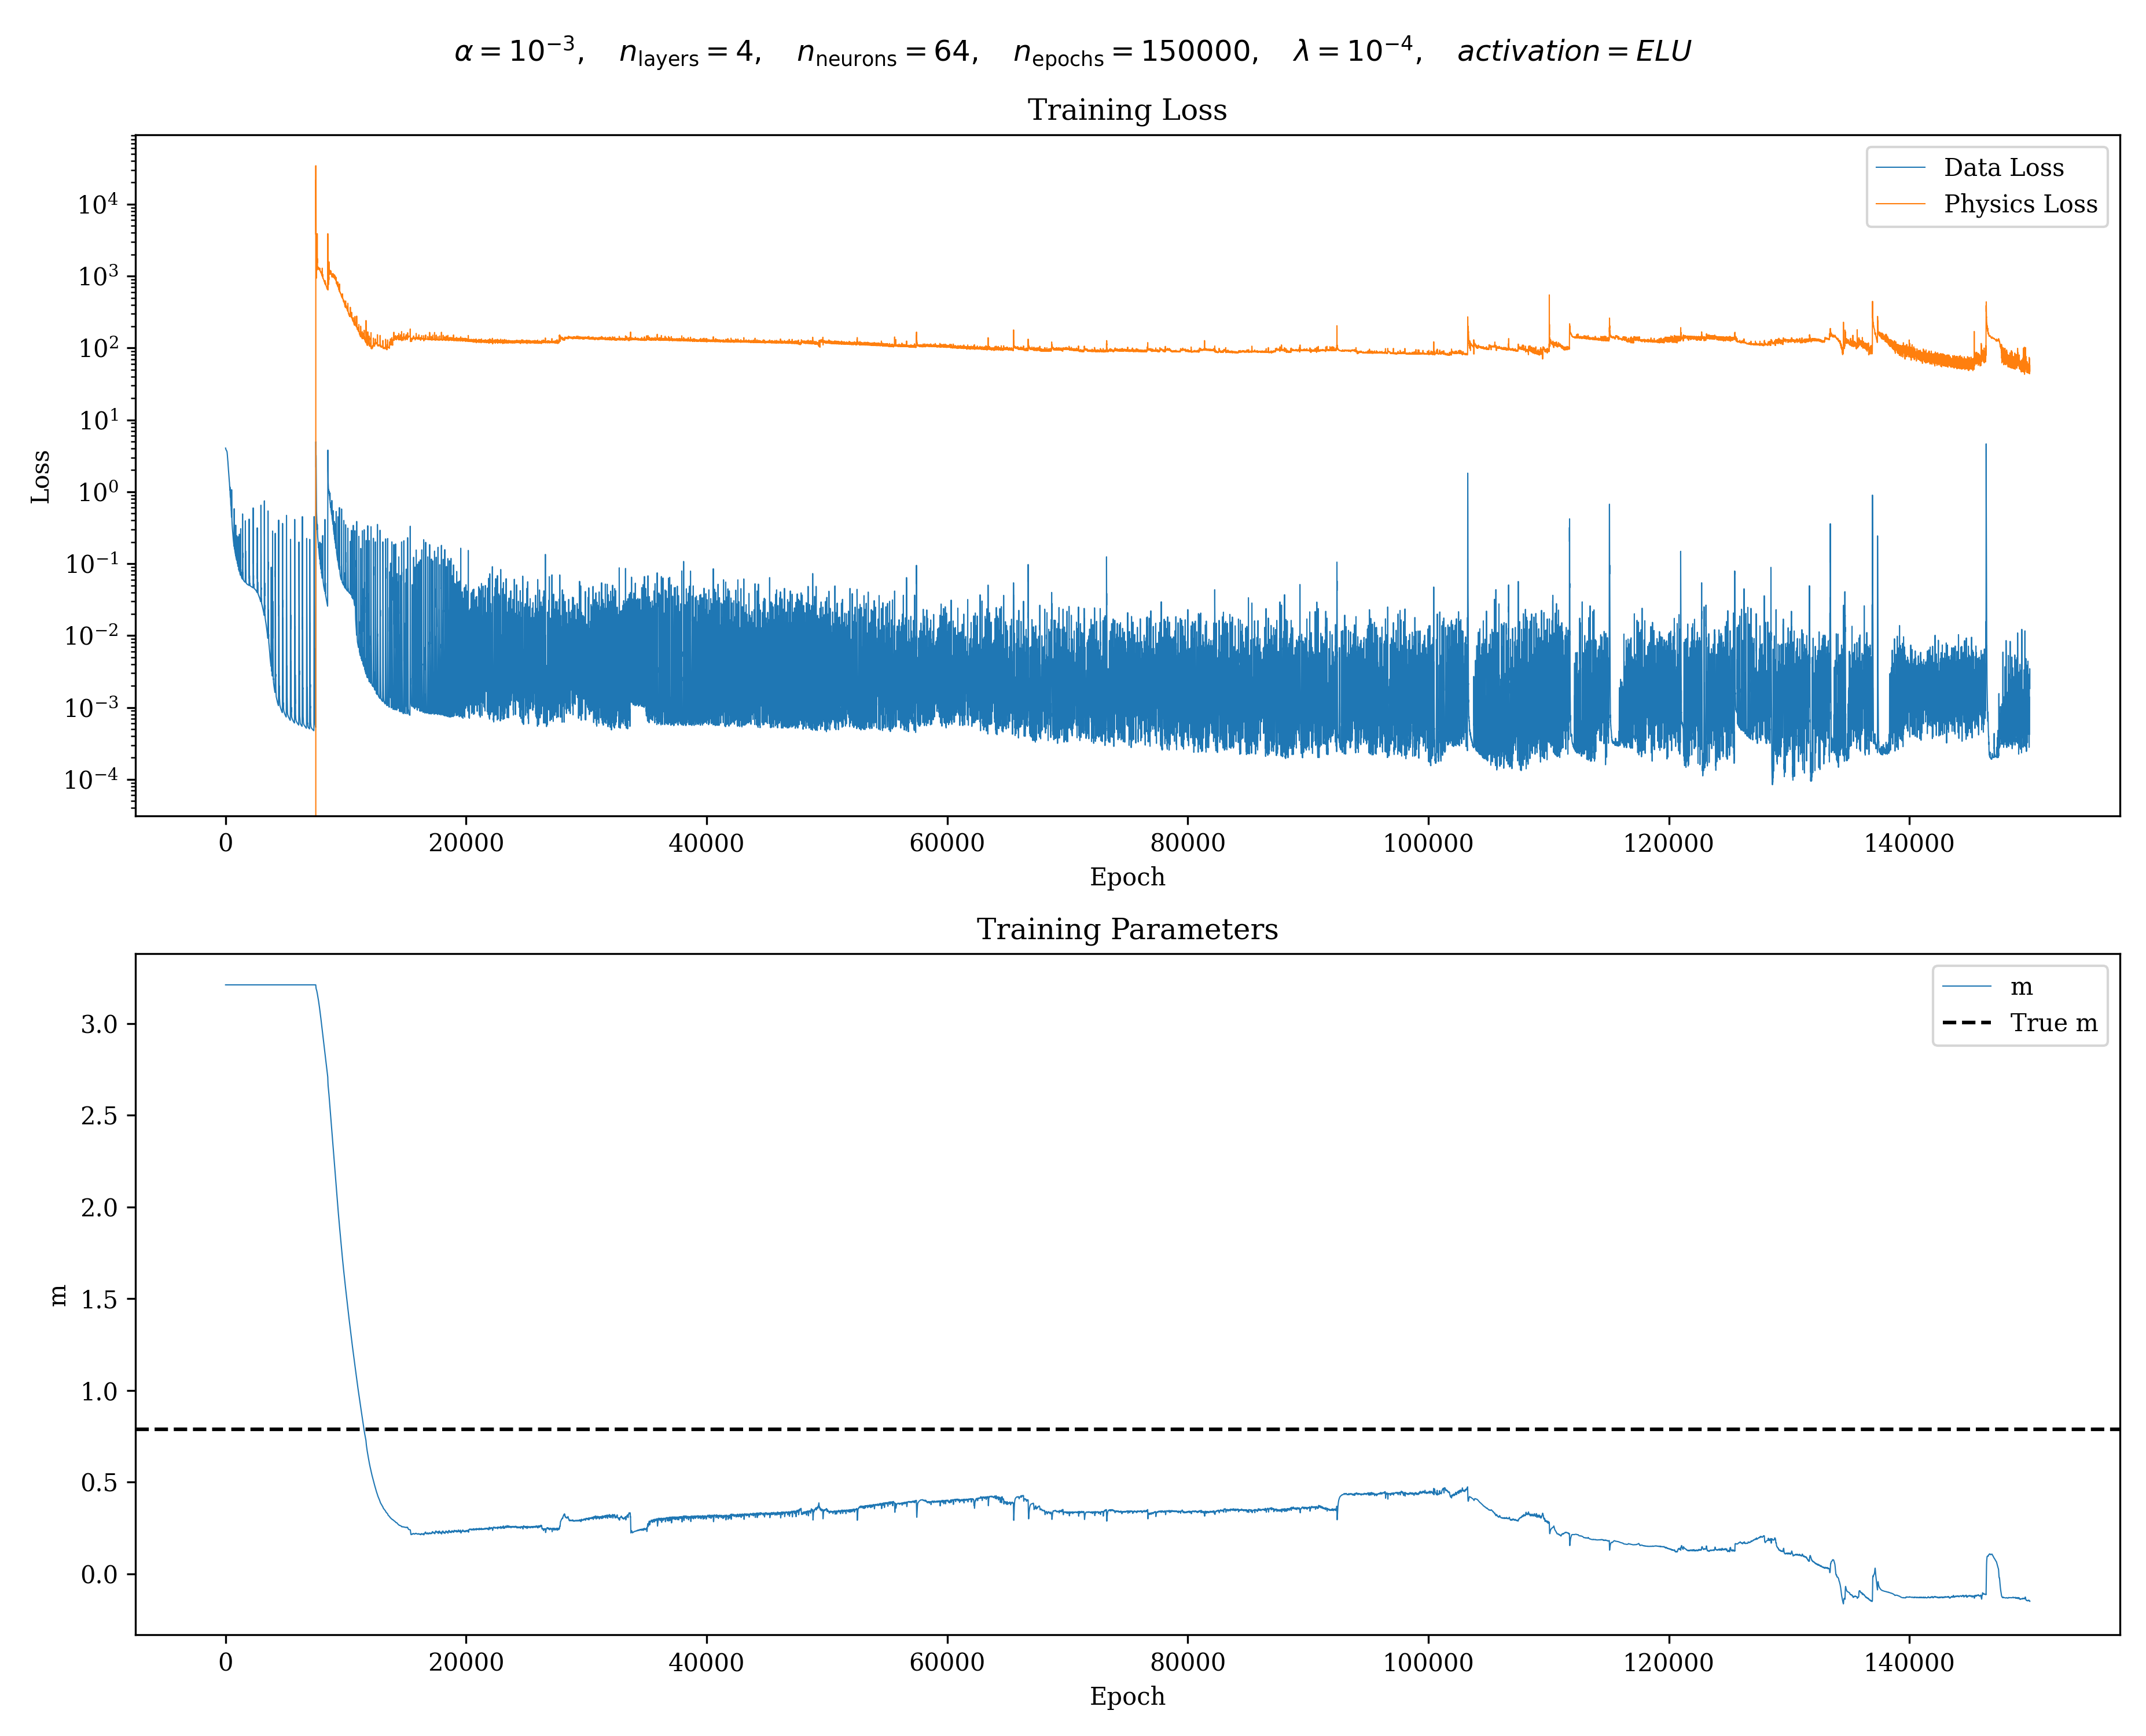 α = 10⁻³,   n_layers = 4,   n_neurons = 64,   n_epochs = 150000,   λ = 10⁻⁴,   activation = ELU
Training Loss
Data Loss
Physics Loss
10⁴
10³
10²
10¹
10⁰
10⁻¹
10⁻²
10⁻³
10⁻⁴
Loss
0 20000 40000 60000 80000 100000 120000 140000
Epoch
Training Parameters
m
True m
3.0
2.5
2.0
1.5
1.0
0.5
0.0
m
0 20000 40000 60000 80000 100000 120000 140000
Epoch